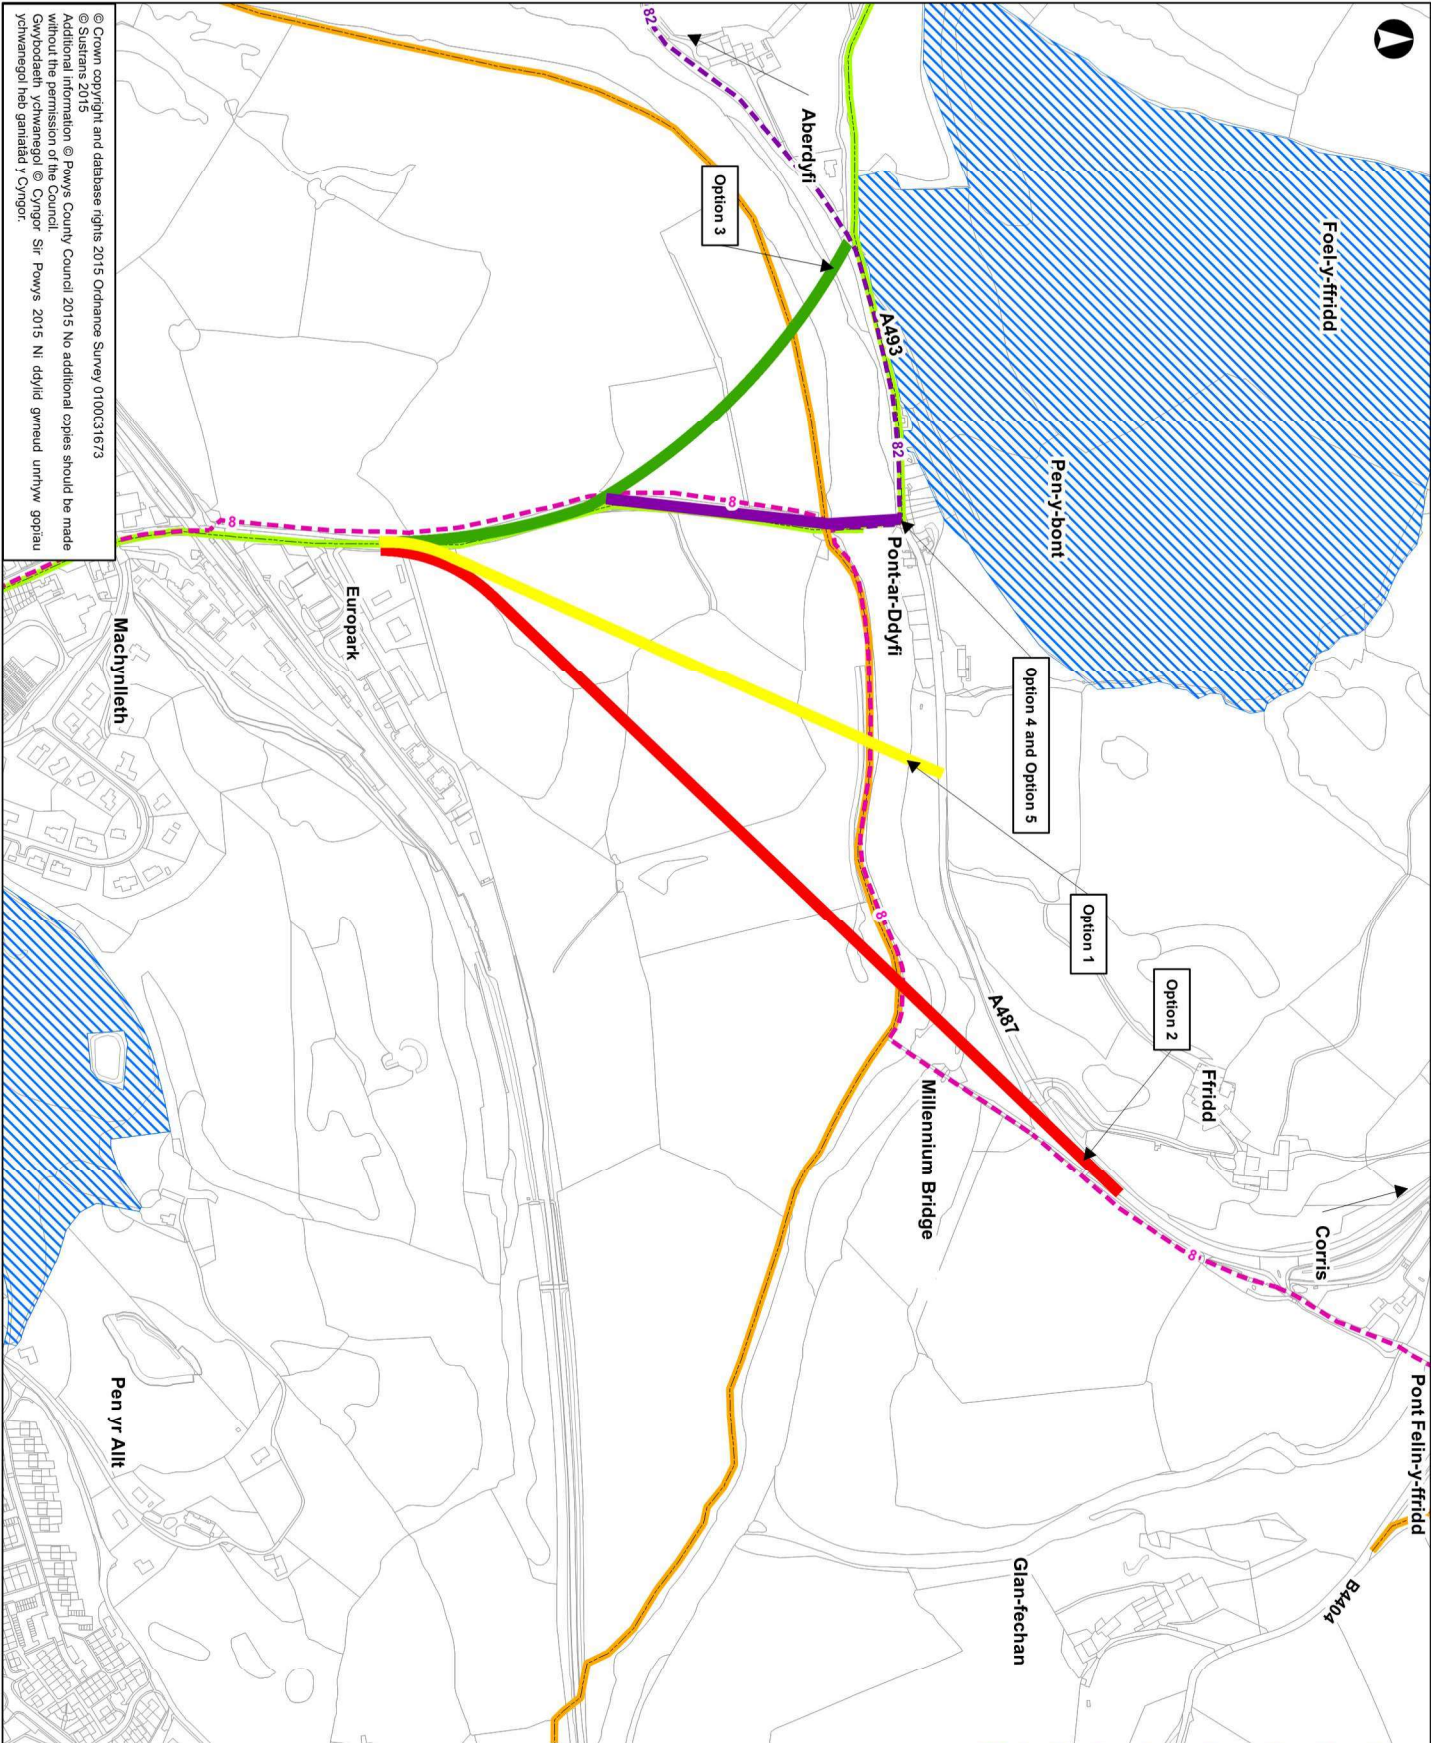 Foel-y-ffridd
Pen-y-bont
Aberdyfi
A493
82
82
Option 3
8
Pont-ar-Ddyfi
Option 4 and Option 5
Option 1
Option 2
A487
Ffridd
Corris
Pont Felin-y-ffridd
8
8
Millennium Bridge
B4404
Glan-fechan
8
Europark
Machynlleth
Pen yr Allt
© Crown copyright and database rights 2015 Ordnance Survey 0100031673
© Sustrans 2015
Additional information © Powys County Council 2015 No additional copies should be made
without the permission of the Council.
Gwybodaeth ychwanegol © Cyngor Sir Powys 2015 Ni ddylid gwneud unrhyw gopïau
ychwanegol heb ganiatâd y Cyngor.